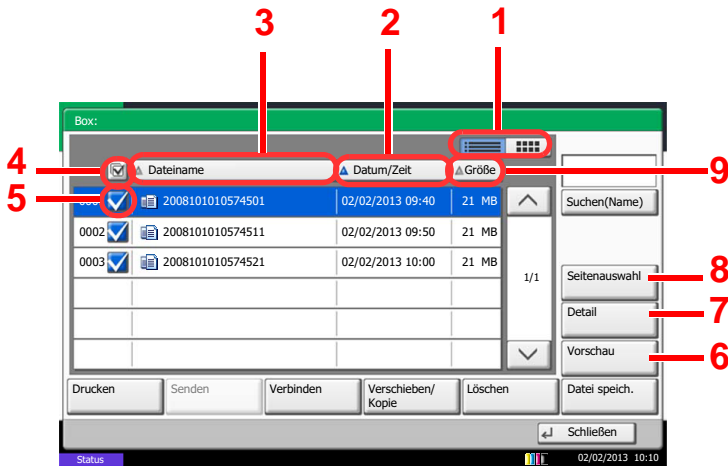 3
2
1
Box:
4
Dateiname
Datum/Zeit
Größe
9
5
2008101010574501
02/02/2013 09:40
21 MB
Suchen(Name)
0002
2008101010574511
02/02/2013 09:50
21 MB
0003
2008101010574521
02/02/2013 10:00
21 MB
1/1
Seitenauswahl
8
Detail
7
Vorschau
6
Drucken
Senden
Verbinden
Verschieben/
Kopie
Löschen
Datei speich.
Schließen
Status
02/02/2013 10:10